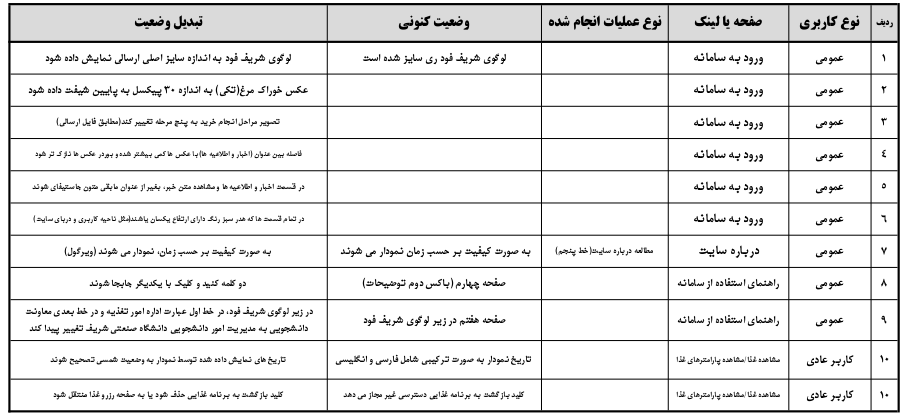 ردیف نوع کاربری صفحه یا لینک نوع عملیات انجام شده وضعیت کنونی تبدیل وضعیت
۱ عمومی ورود به سامانه لوگوی شریف فود ری سایز شده است لوگوی شریف فود به اندازه سایز اصلی ارسالی نمایش داده شود
۲ عمومی ورود به سامانه عکس خوراک مرغ(تکی) به اندازه ۳۰ پیکسل به پایین شیفت داده شود
۳ عمومی ورود به سامانه تصویر مراحل انجام خرید به پنج مرحله تغییر کند(مطابق فایل ارسالی)
۴ عمومی ورود به سامانه فاصله بین عنوان (اخبار و اطلاعیه ها) با عکس ها کمی بیشتر شده و بوردر عکس ها نازک تر شود
۵ عمومی ورود به سامانه در قسمت اخبار و اطلاعیه ها و مشاهده متن خبر، بغیر از عنوان مابقی متون جاستیفای شوند
۶ عمومی ورود به سامانه در تمام قسمت ها که هدر سبز رنگ دارای ارتفاع یکسان باشند(مثل ناحیه کاربری و درباره سایت)
۷ عمومی درباره سایت مطالعه درباره سایت(خط پنجم) به صورت کیفیت بر حسب زمان نمودار می شوند به صورت کیفیت بر حسب زمان، نمودار می شوند (ویرگول)
۸ عمومی راهنمای استفاده از سامانه صفحه چهارم (باکس دوم توضیحات) دو کلمه کنید و کلیک با یکدیگر جابجا شوند
۹ عمومی راهنمای استفاده از سامانه صفحه هفتم در زیر لوگوی شریف فود در زیر لوگوی شریف فود، در خط اول عبارت اداره امور تغذیه و در خط بعدی معاونت
دانشجویی به مدیریت امور دانشجویی دانشگاه صنعتی شریف تغییر پیدا کند
۱۰ کاربر عادی مشاهده غذا/مشاهده پارامترهای غذا تاریخ نمودار به صورت ترکیبی شامل فارسی و انگلیسی تاریخ های نمایش داده شده توسط نمودار به وضعیت شمسی تصحیح شوند
۱۰ کاربر عادی مشاهده غذا/مشاهده پارامترهای غذا کلید بازگشت به برنامه غذایی دسترسی غیر مجاز می دهد کلید بازگشت به برنامه غذایی حذف شود یا به صفحه رزرو غذا منتقل شود